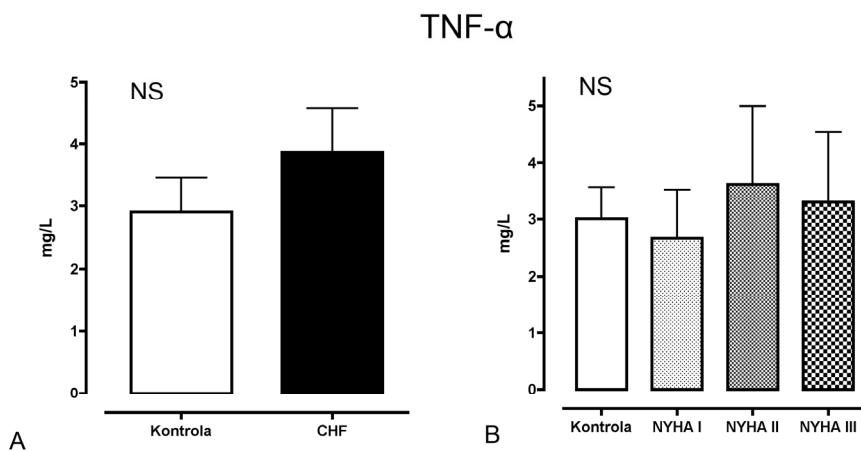 TNF-α
NS
5
4
3
2
1
0
mg/L
Kontrola CHF
A
NS
5
4
3
2
1
0
mg/L
Kontrola NYHA I NYHA II NYHA III
B